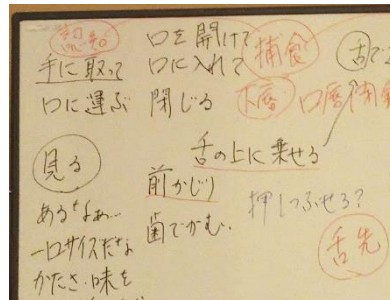 手に取って
口に運ぶ
見る
あるなぁ…
一口サイズだな
かたさ・味を
口を開けて
口に入れて
閉じる
捕食
下唇
口唇閉
舌で
舌の上に乗せる
前かじり
歯でかむ、
押しつぶせる?
舌先